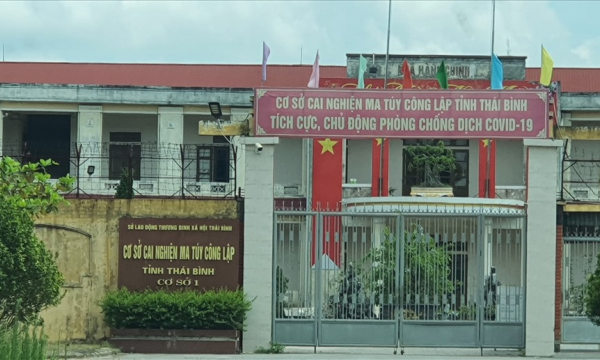 HÀNH CHÍNH
CƠ SỞ CAI NGHIỆN MA TÚY CÔNG LẬP TỈNH THÁI BÌNH
TÍCH CỰC, CHỦ ĐỘNG PHÒNG CHỐNG DỊCH COVID-19
SỞ LAO ĐỘNG THƯƠNG BINH XÃ HỘI THÁI BÌNH
CƠ SỞ CAI NGHIỆN MA TÚY CÔNG LẬP
TỈNH THÁI BÌNH
CƠ SỞ 1